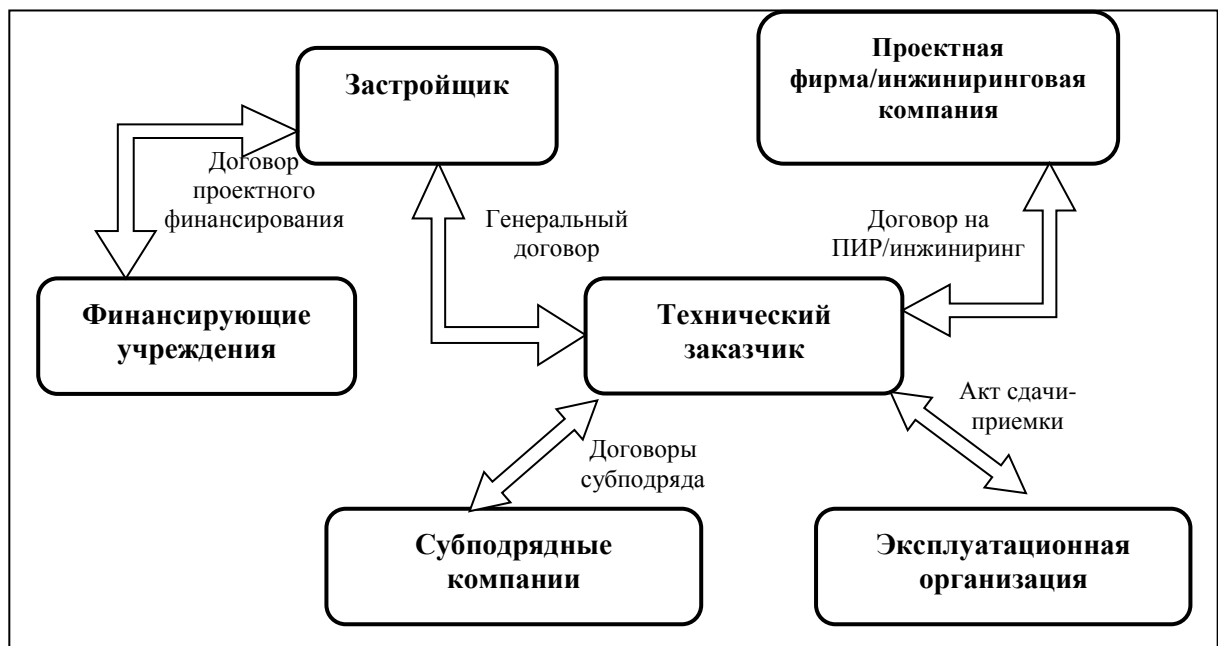 Застройщик
Проектная
фирма/инжиниринговая
компания
Договор
проектного
финансирования
Генеральный
договор
Договор на
ПИР/инжиниринг
Финансирующие
учреждения
Технический
заказчик
Акт сдачи-
приемки
Договоры
субподряда
Субподрядные
компании
Эксплуатационная
организация